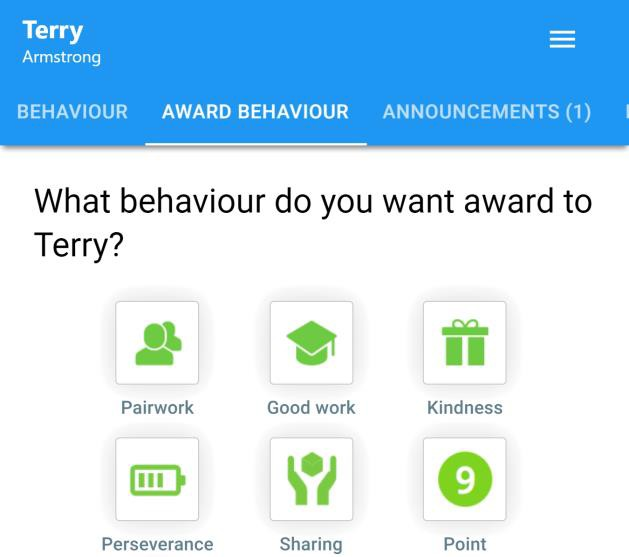 Terry
Armstrong
BEHAVIOUR AWARD BEHAVIOUR ANNOUNCEMENTS (1)
What behaviour do you want award to
Terry?
Pairwork Good work Kindness
9
Perseverance Sharing Point